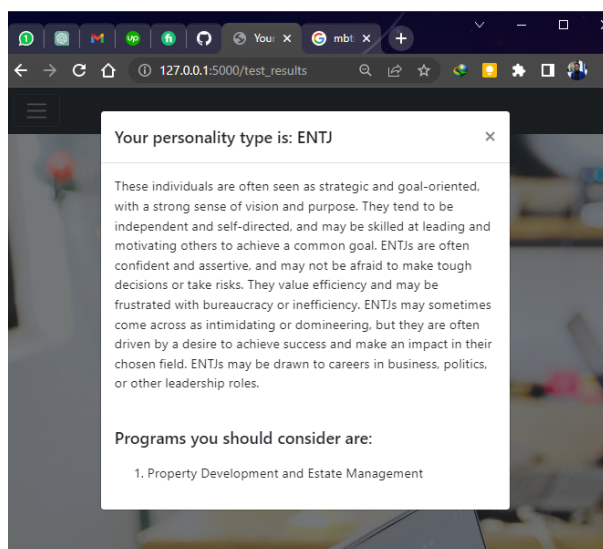 You
mbt
127.0.0.1:5000/test_results
Your personality type is: ENTJ
These individuals are often seen as strategic and goal-oriented,
with a strong sense of vision and purpose. They tend to be
independent and self-directed, and may be skilled at leading and
motivating others to achieve a common goal. ENTJs are often
confident and assertive, and may not be afraid to make tough
decisions or take risks. They value efficiency and may be
frustrated with bureaucracy or inefficiency. ENTJs may sometimes
come across as intimidating or domineering, but they are often
driven by a desire to achieve success and make an impact in their
chosen field. ENTJs may be drawn to careers in business, politics,
or other leadership roles.
Programs you should consider are:
1. Property Development and Estate Management